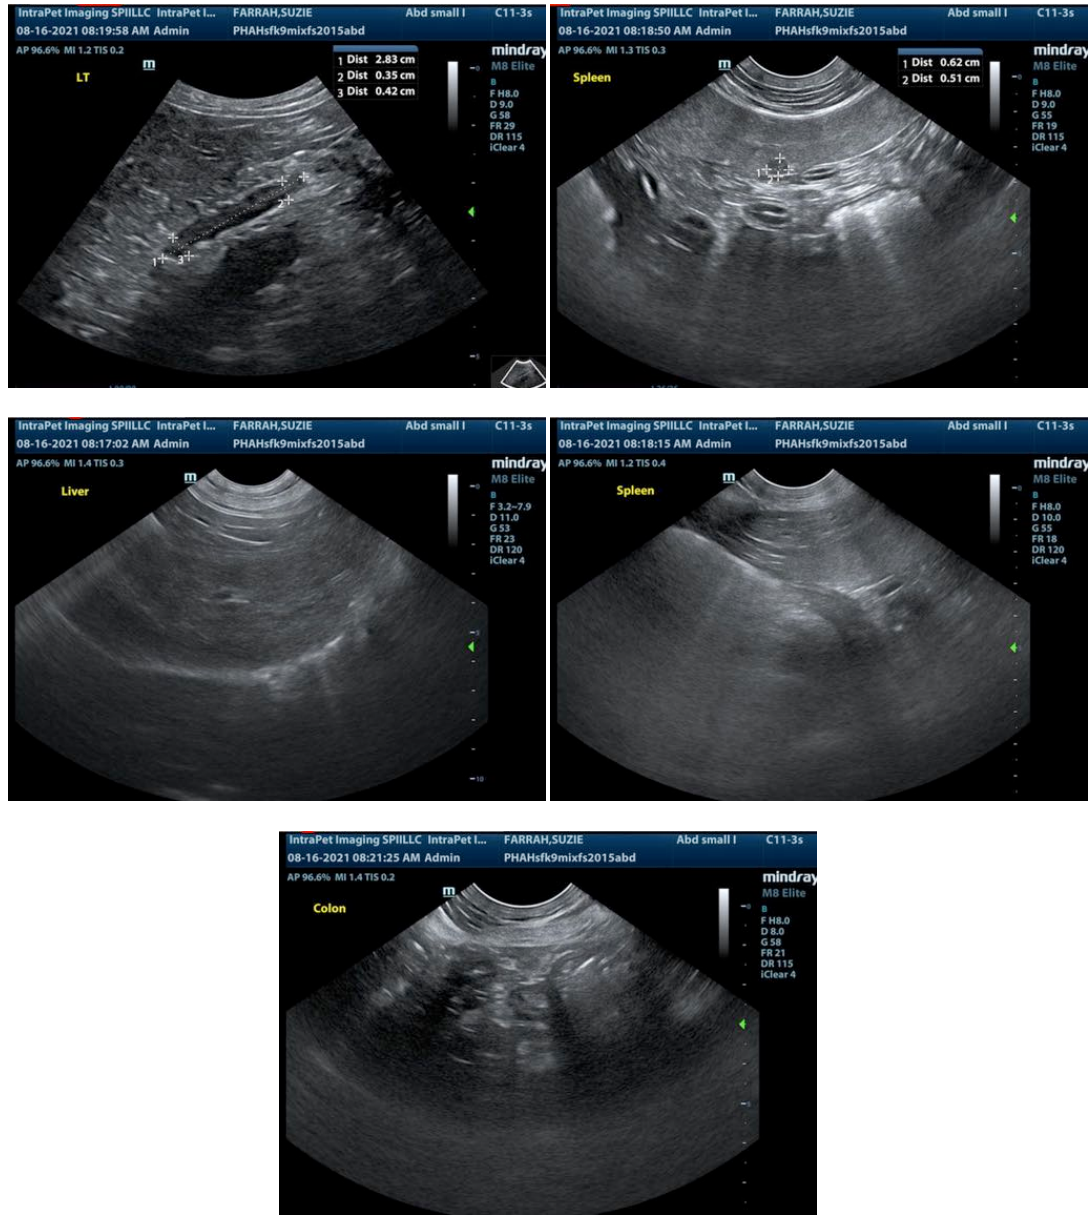 IntraPet Imaging SPIILLC IntraPet I... FARRAH,SUZIE Abd small I C11-3s
08-16-2021 08:19:58 AM Admin PHAHsfk9mixfs2015abd
AP 96.6% MI 1.2 TIS 0.2
m
mindray
M8 Elite
LT
1 Dist 2.83 cm
2 Dist 0.35 cm
3 Dist 0.42 cm
B
F H8.0
D 9.0
G 58
FR 29
DR 115
iClear 4
0
5
1
2
3
IntraPet Imaging SPIILLC IntraPet I... FARRAH,SUZIE Abd small I C11-3s
08-16-2021 08:18:50 AM Admin PHAHsfk9mixfs2015abd
AP 96.6% MI 1.3 TIS 0.3
m
mindray
M8 Elite
Spleen
1 Dist 0.62 cm
2 Dist 0.51 cm
B
F H8.0
D 9.0
G 55
FR 19
DR 115
iClear 4
1
2
IntraPet Imaging SPIILLC IntraPet I... FARRAH,SUZIE Abd small I C11-3s
08-16-2021 08:17:02 AM Admin PHAHsfk9mixfs2015abd
AP 96.6% MI 1.4 TIS 0.3
m
mindray
M8 Elite
Liver
B
F 3.2~7.9
D 11.0
G 53
FR 23
DR 120
iClear 4
0
5
10
IntraPet Imaging SPIILLC IntraPet I... FARRAH,SUZIE Abd small I C11-3s
08-16-2021 08:18:15 AM Admin PHAHsfk9mixfs2015abd
AP 96.6% MI 1.2 TIS 0.4
m
mindray
M8 Elite
Spleen
B
F H8.0
D 10.0
G 55
FR 18
DR 120
iClear 4
IntraPet Imaging SPIILLC IntraPet I... FARRAH,SUZIE Abd small I C11-3s
08-16-2021 08:21:25 AM Admin PHAHsfk9mixfs2015abd
AP 96.6% MI 1.4 TIS 0.2
m
mindray
M8 Elite
Colon
B
F H8.0
D 8.0
G 58
FR 21
DR 115
iClear 4
0
5